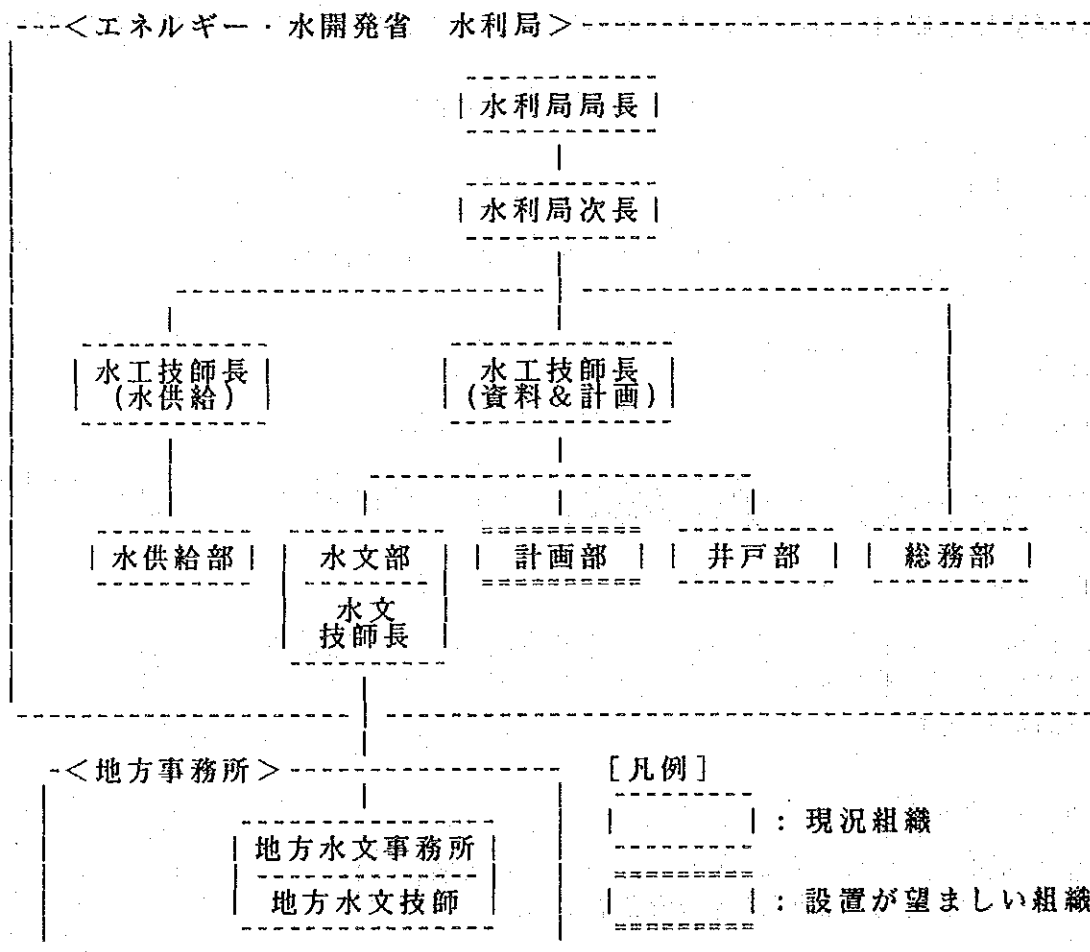 <エネルギー・水開発省 水利局>
水利局局長
水利局次長
水工技師長
(水供給)
水工技師長
(資料&計画)
水供給部
水文部
水文
技師長
計画部
井戸部
総務部
<地方事務所>
地方水文事務所
地方水文技師
[凡例]
：現況組織
：設置が望ましい組織